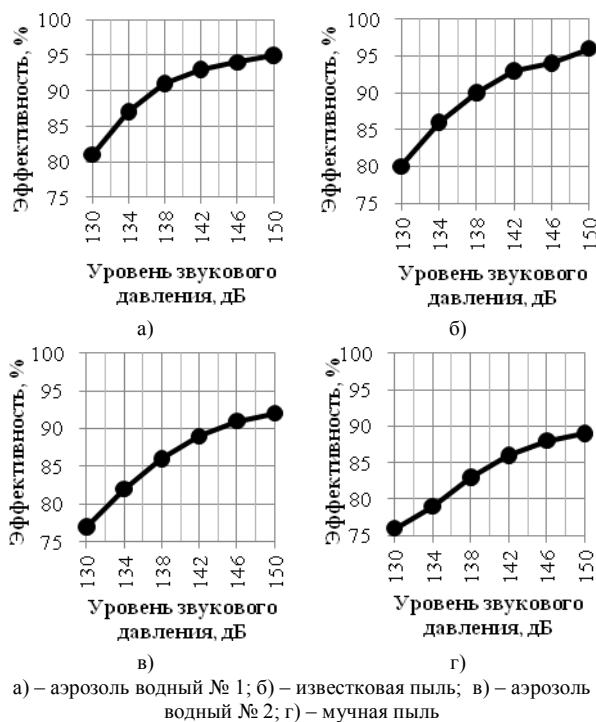 Эффективность, %
100
95
90
85
80
75
130
134
138
142
146
150
Уровень звукового
давления, дБ
а)
Эффективность, %
100
95
90
85
80
75
130
134
138
142
146
150
Уровень звукового
давления, дБ
б)
Эффективность, %
100
95
90
85
80
75
130
134
138
142
146
150
Уровень звукового
давления, дБ
в)
Эффективность, %
100
95
90
85
80
75
130
134
138
142
146
150
Уровень звукового
давления, дБ
г)
а) – аэрозоль водный № 1; б) – известковая пыль; в) – аэрозоль
водный № 2; г) – мучная пыль